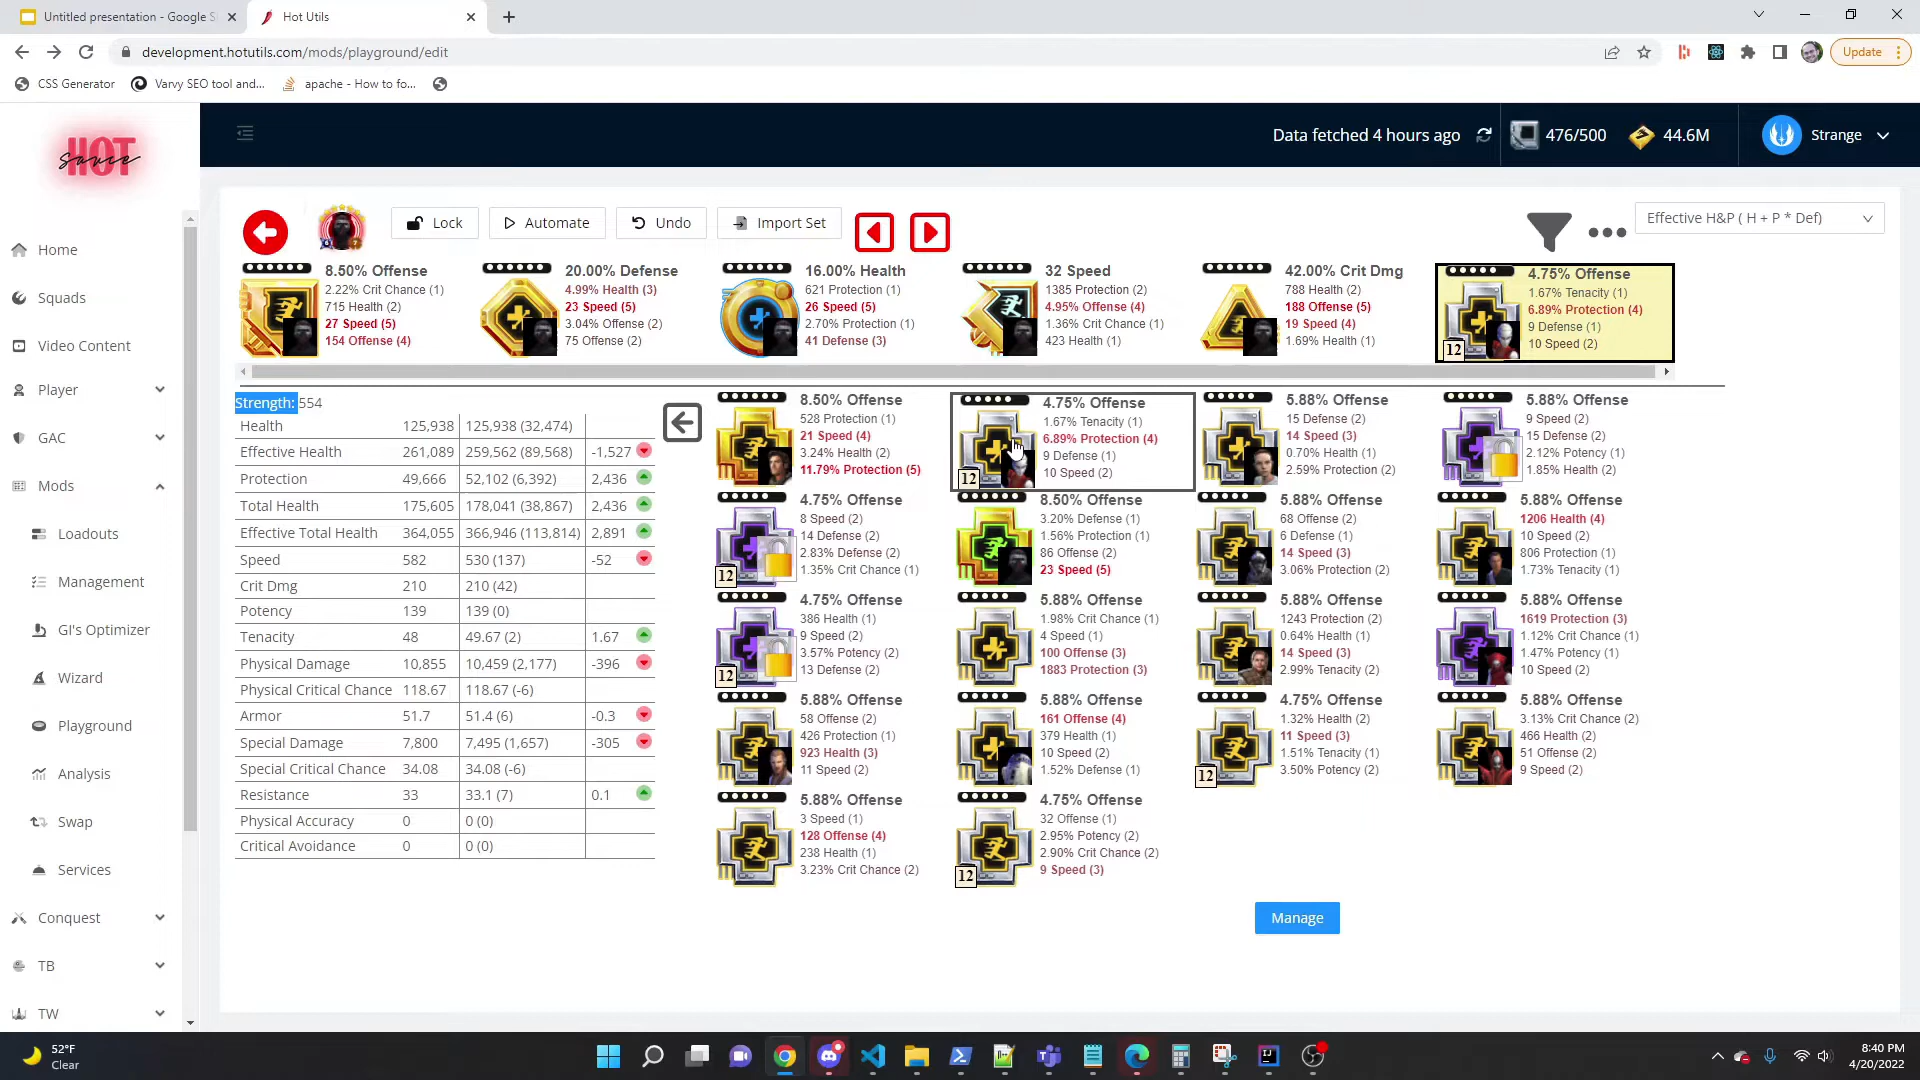 Untitled presentation - Google S
Hot Utils
development.hotutils.com/mods/playground/edit
Update
CSS Generator
Varvy SEO tool and...
apache - How to fo...
HOT
sauce
Data fetched 4 hours ago
476/500
44.6M
Strange
Home
Squads
Video Content
Player
GAC
Mods
Loadouts
Management
GI's Optimizer
Wizard
Playground
Analysis
Swap
Services
Conquest
TB
TW
Lock
Automate
Undo
Import Set
Effective H&P ( H + P * Def)
8.50% Offense
2.22% Crit Chance (1)
715 Health (2)
27 Speed (5)
154 Offense (4)
20.00% Defense
4.99% Health (3)
23 Speed (5)
3.04% Offense (2)
75 Offense (2)
16.00% Health
621 Protection (1)
26 Speed (5)
2.70% Protection (1)
41 Defense (3)
32 Speed
1385 Protection (2)
4.95% Offense (4)
1.36% Crit Chance (1)
423 Health (1)
42.00% Crit Dmg
788 Health (2)
188 Offense (5)
19 Speed (4)
1.69% Health (1)
4.75% Offense
1.67% Tenacity (1)
6.89% Protection (4)
9 Defense (1)
10 Speed (2)
12
Strength: 554
Health 125,938 125,938 (32,474)
Effective Health 261,089 259,562 (89,568) -1,527
Protection 49,666 52,102 (6,392) 2,436
Total Health 175,605 178,041 (38,867) 2,436
Effective Total Health 364,055 366,946 (113,814) 2,891
Speed 582 530 (137) -52
Crit Dmg 210 210 (42)
Potency 139 139 (0)
Tenacity 48 49.67 (2) 1.67
Physical Damage 10,855 10,459 (2,177) -396
Physical Critical Chance 118.67 118.67 (-6)
Armor 51.7 51.4 (6) -0.3
Special Damage 7,800 7,495 (1,657) -305
Special Critical Chance 34.08 34.08 (-6)
Resistance 33 33.1 (7) 0.1
Physical Accuracy 0 0 (0)
Critical Avoidance 0 0 (0)
8.50% Offense
528 Protection (1)
21 Speed (4)
3.24% Health (2)
11.79% Protection (5)
4.75% Offense
1.67% Tenacity (1)
6.89% Protection (4)
9 Defense (1)
10 Speed (2)
12
5.88% Offense
15 Defense (2)
14 Speed (3)
0.70% Health (1)
2.59% Protection (2)
5.88% Offense
9 Speed (2)
15 Defense (2)
2.12% Potency (1)
1.85% Health (2)
4.75% Offense
8 Speed (2)
14 Defense (2)
2.83% Defense (2)
1.35% Crit Chance (1)
12
8.50% Offense
3.20% Defense (1)
1.56% Protection (1)
86 Offense (2)
23 Speed (5)
5.88% Offense
68 Offense (2)
6 Defense (1)
14 Speed (3)
3.06% Protection (2)
5.88% Offense
1206 Health (4)
10 Speed (2)
806 Protection (1)
1.73% Tenacity (1)
4.75% Offense
386 Health (1)
9 Speed (2)
3.57% Potency (2)
13 Defense (2)
12
5.88% Offense
1.98% Crit Chance (1)
4 Speed (1)
100 Offense (3)
1883 Protection (3)
5.88% Offense
1243 Protection (2)
0.64% Health (1)
14 Speed (3)
2.99% Tenacity (2)
5.88% Offense
1619 Protection (3)
1.12% Crit Chance (1)
1.47% Potency (1)
10 Speed (2)
5.88% Offense
58 Offense (2)
426 Protection (1)
923 Health (3)
11 Speed (2)
5.88% Offense
161 Offense (4)
379 Health (1)
10 Speed (2)
1.52% Defense (1)
4.75% Offense
1.32% Health (2)
11 Speed (3)
1.51% Tenacity (1)
3.50% Potency (2)
12
5.88% Offense
3.13% Crit Chance (2)
466 Health (2)
51 Offense (2)
9 Speed (2)
5.88% Offense
3 Speed (1)
128 Offense (4)
238 Health (1)
3.23% Crit Chance (2)
4.75% Offense
32 Offense (1)
2.95% Potency (2)
2.90% Crit Chance (2)
9 Speed (3)
12
Manage
52°F
Clear
8:40 PM
4/20/2022